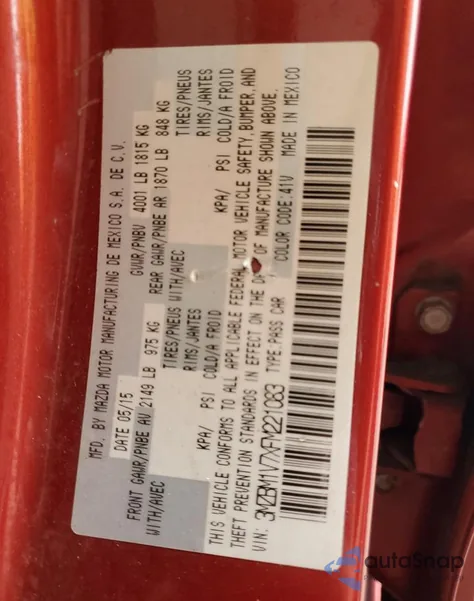 MFD. BY MAZDA MOTOR MANUFACTURING DE MEXICO S.A. DE C.V.
DATE 05/15 GVWR/PNBV 4001 LB 1815 KG
FRONT GAWR/PNBE AV 2149 LB 975 KG REAR GAWR/PNBE AR 1870 LB 848 KG
WITH/AVEC TIRES/PNEUS WITH/AVEC TIRES/PNEUS
RIMS/JANTES RIMS/JANTES
KPA/ PSI COLD/A FROID KPA/ PSI COLD/A FROID
THIS VEHICLE CONFORMS TO ALL APPLICABLE FEDERAL MOTOR VEHICLE SAFETY, BUMPER, AND
THEFT PREVENTION STANDARDS IN EFFECT ON THE OF MANUFACTURE SHOWN ABOVE.
VIN: 3MZBM1V7XFM221083 TYPE:PASS CAR COLOR CODE:41V MADE IN MEXICO
autoSnap